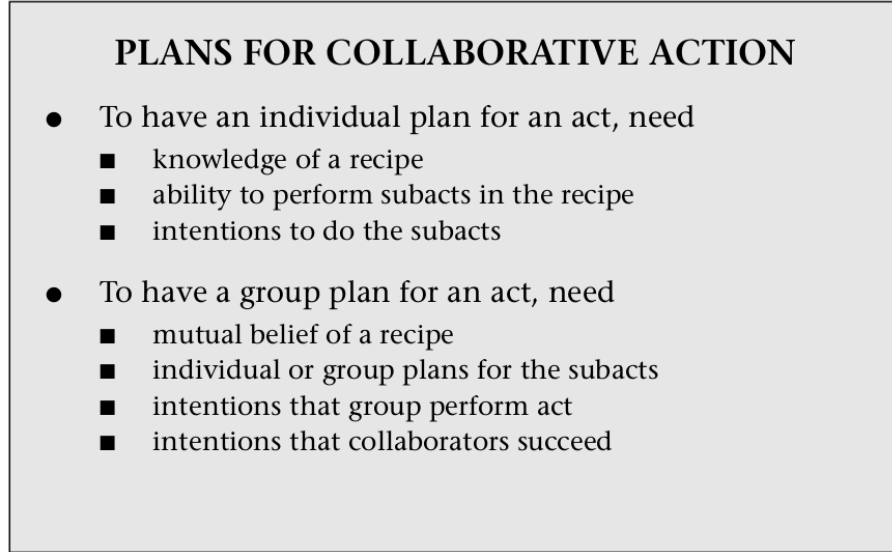 PLANS FOR COLLABORATIVE ACTION
● To have an individual plan for an act, need
■ knowledge of a recipe
■ ability to perform subacts in the recipe
■ intentions to do the subacts
● To have a group plan for an act, need
■ mutual belief of a recipe
■ individual or group plans for the subacts
■ intentions that group perform act
■ intentions that collaborators succeed